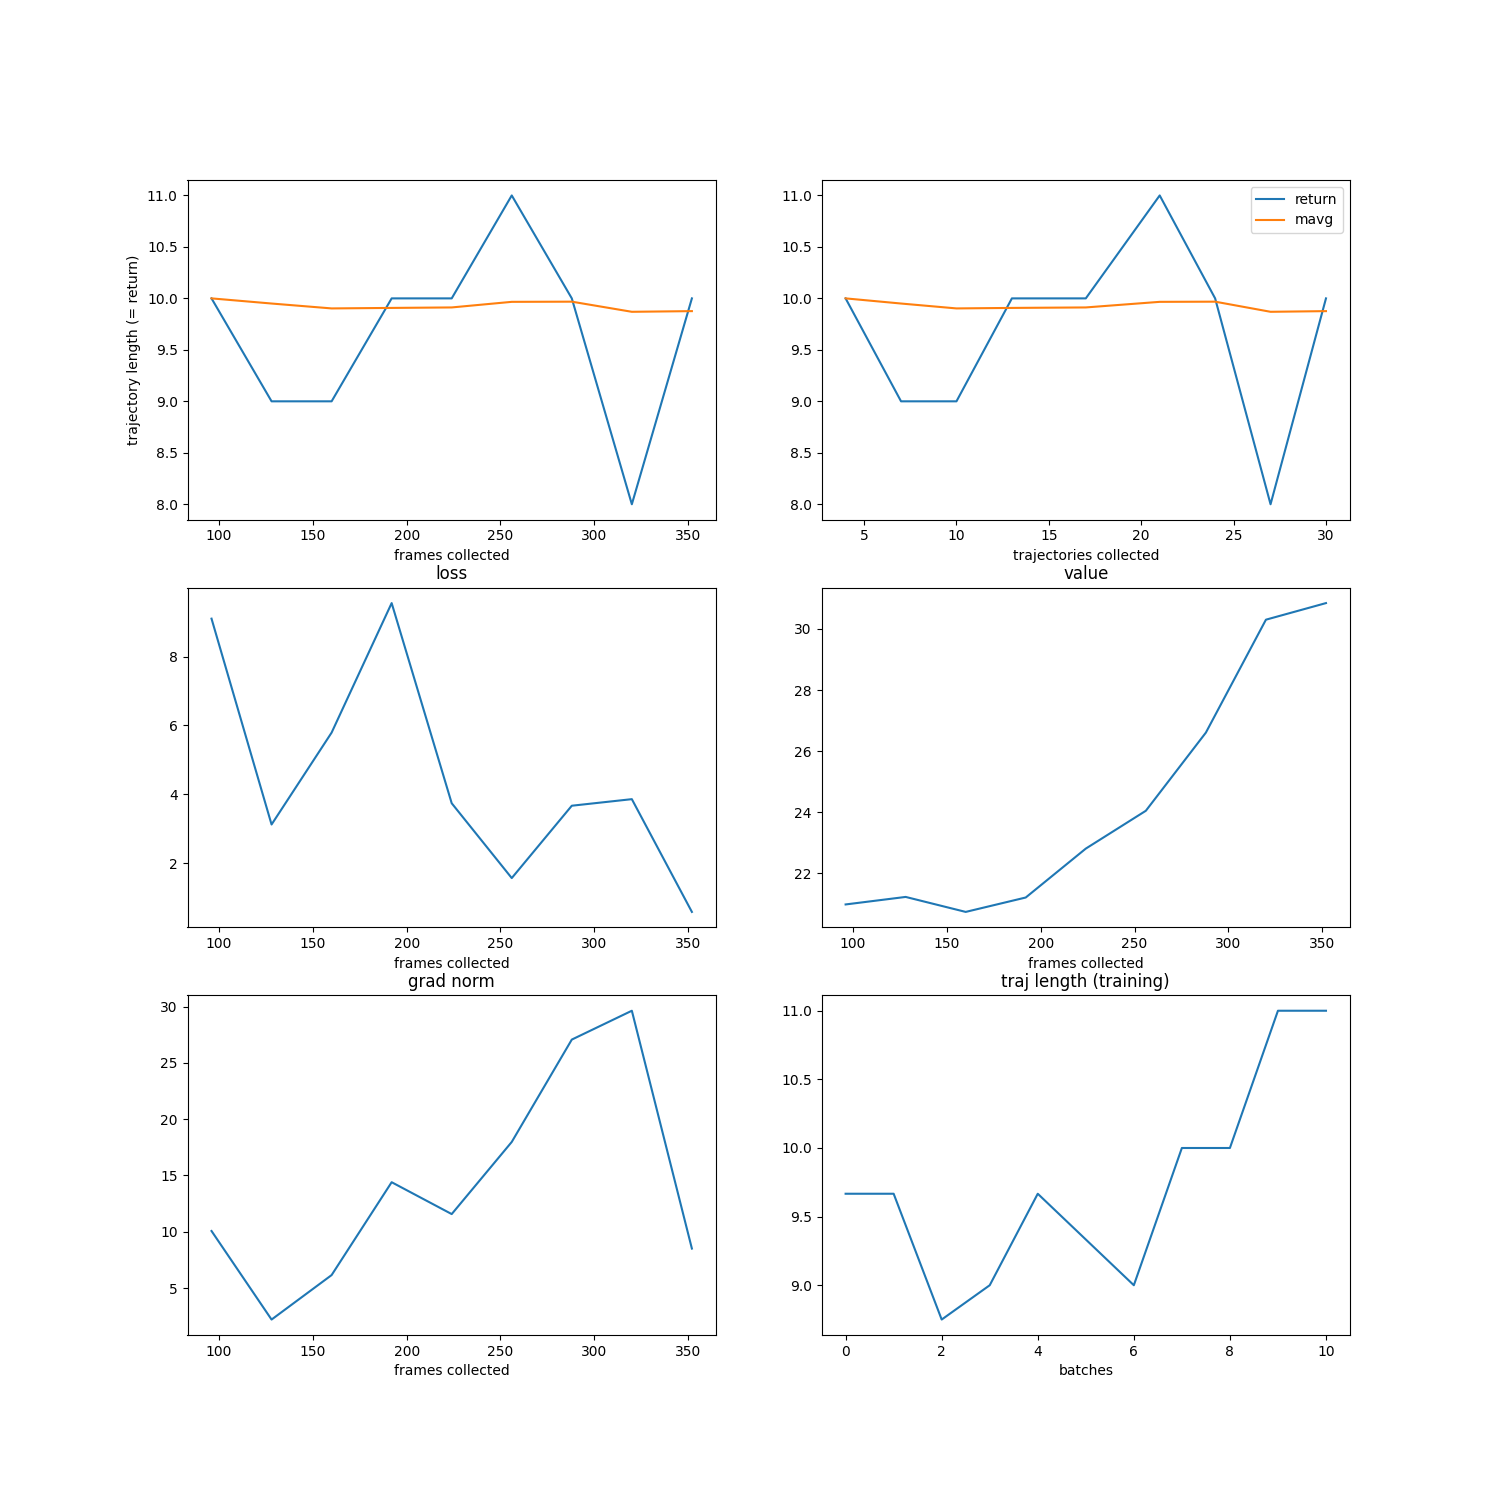 11.0
10.5
10.0
9.5
9.0
8.5
8.0
trajectory length (= return)
100 150 200 250 300 350
frames collected
11.0
10.5
10.0
9.5
9.0
8.5
8.0
return
mavg
5 10 15 20 25 30
trajectories collected
loss
8
6
4
2
100 150 200 250 300 350
frames collected
value
30
28
26
24
22
100 150 200 250 300 350
frames collected
grad norm
30
25
20
15
10
5
100 150 200 250 300 350
frames collected
traj length (training)
11.0
10.5
10.0
9.5
9.0
0 2 4 6 8 10
batches